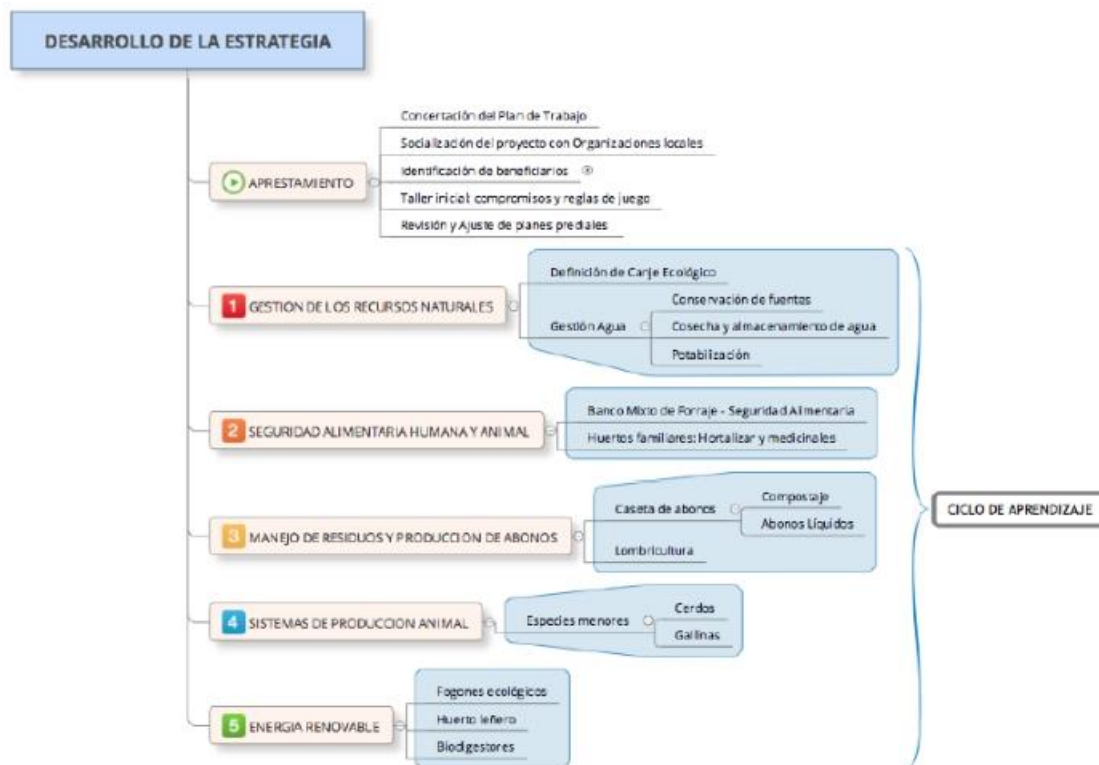 DESARROLLO DE LA ESTRATEGIA
APRESTAMIENTO
Concertación del Plan de Trabajo
Socialización del proyecto con Organizaciones locales
Identificación de beneficiarios
Taller inicial: compromisos y reglas de juego
Revisión y Ajuste de planes prediales
1 GESTION DE LOS RECURSOS NATURALES
Definición de Canje Ecológico
Gestión Agua
Conservación de fuentes
Cosecha y almacenamiento de agua
Potabilización
2 SEGURIDAD ALIMENTARIA HUMANA Y ANIMAL
Banco Mixto de Forraje - Seguridad Alimentaria
Huertos familiares: Hortalizar y medicinales
3 MANEJO DE RESIDUOS Y PRODUCCION DE ABONOS
Caseta de abonos
Compostaje
Abonos Líquidos
Lombricultura
4 SISTEMAS DE PRODUCCION ANIMAL
Especies menores
Cerdos
Gallinas
5 ENERGIA RENOVABLE
Fogones ecológicos
Huerto leñero
Biodigestores
CICLO DE APRENDIZAJE